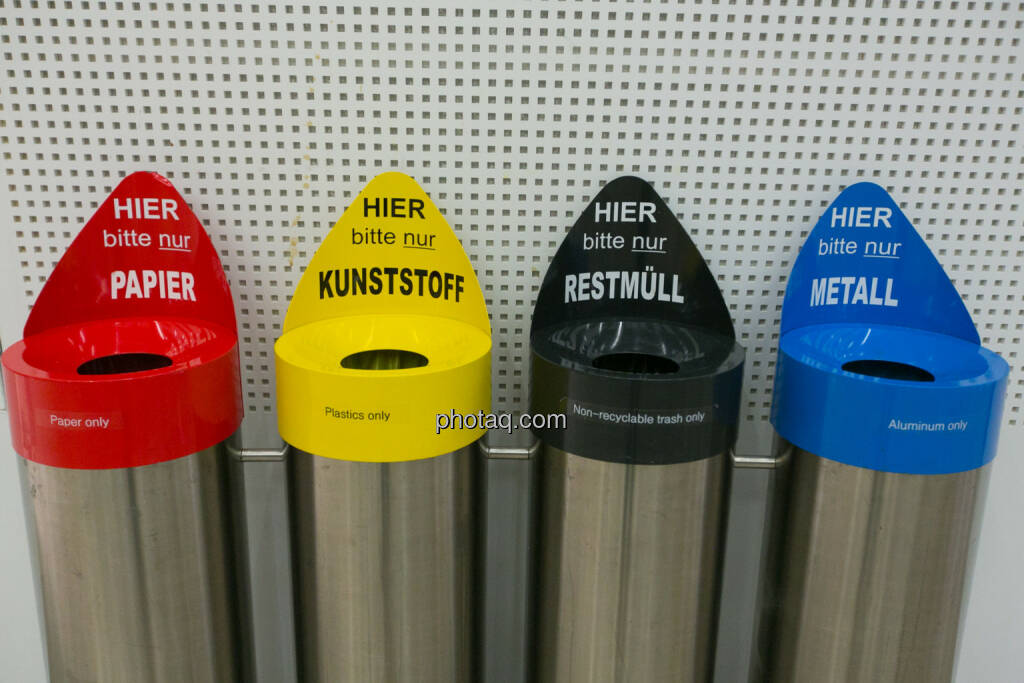 HIER
bitte nur
PAPIER
Paper only
HIER
bitte nur
KUNSTSTOFF
Plastics only
HIER
bitte nur
RESTMÜLL
Non-recyclable trash only
HIER
bitte nur
METALL
Aluminum only
photaq.com